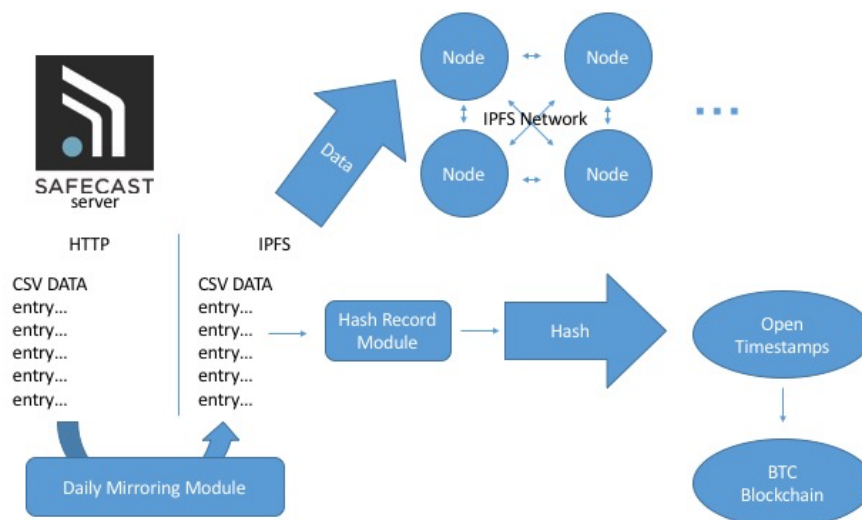 Node
Node
IPFS Network
Node
Node
Data
SAFECAST
server
HTTP
IPFS
CSV DATA
entry...
entry...
entry...
entry...
entry...
CSV DATA
entry...
entry...
entry...
entry...
entry...
Hash Record
Module
Hash
Open
Timestamps
BTC
Blockchain
Daily Mirroring Module